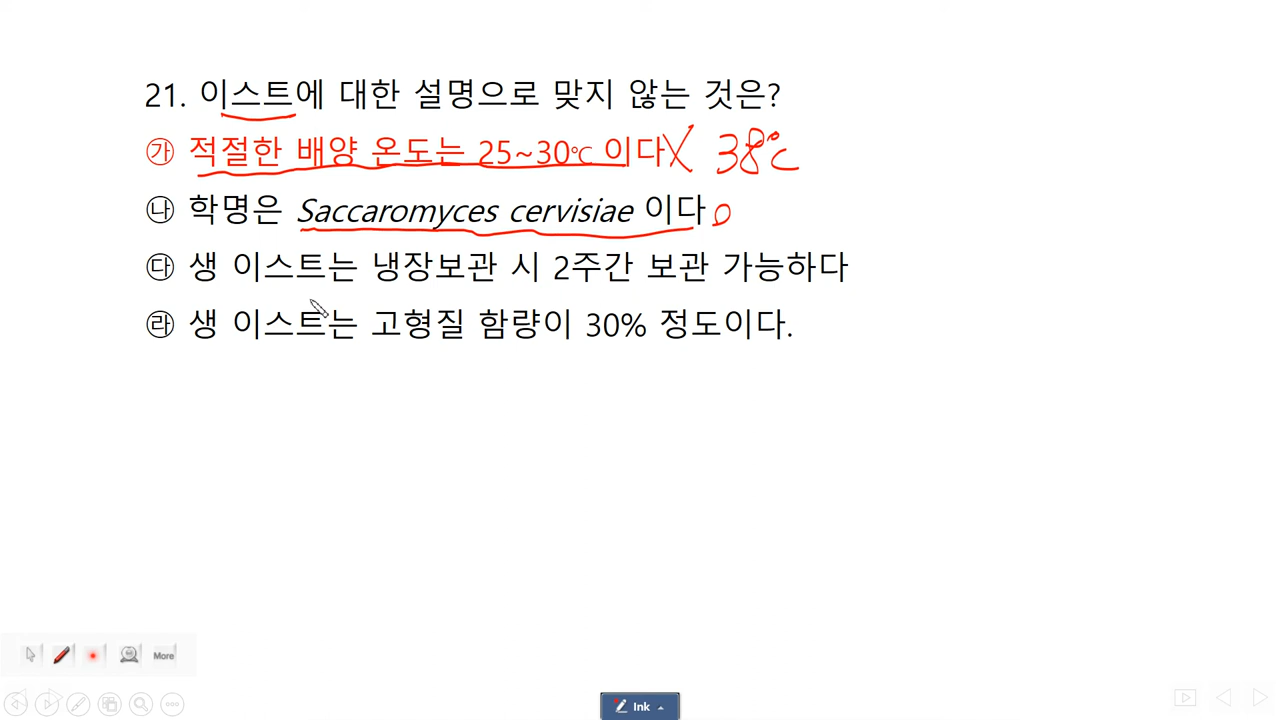 21. 이스트에 대한 설명으로 맞지 않는 것은?
㉮ 적절한 배양 온도는 25~30℃ 이다X 38℃
㉯ 학명은 Saccaromyces cervisiae 이다 o
㉰ 생 이스트는 냉장보관 시 2주간 보관 가능하다
㉱ 생 이스트는 고형질 함량이 30% 정도이다.
More
Ink